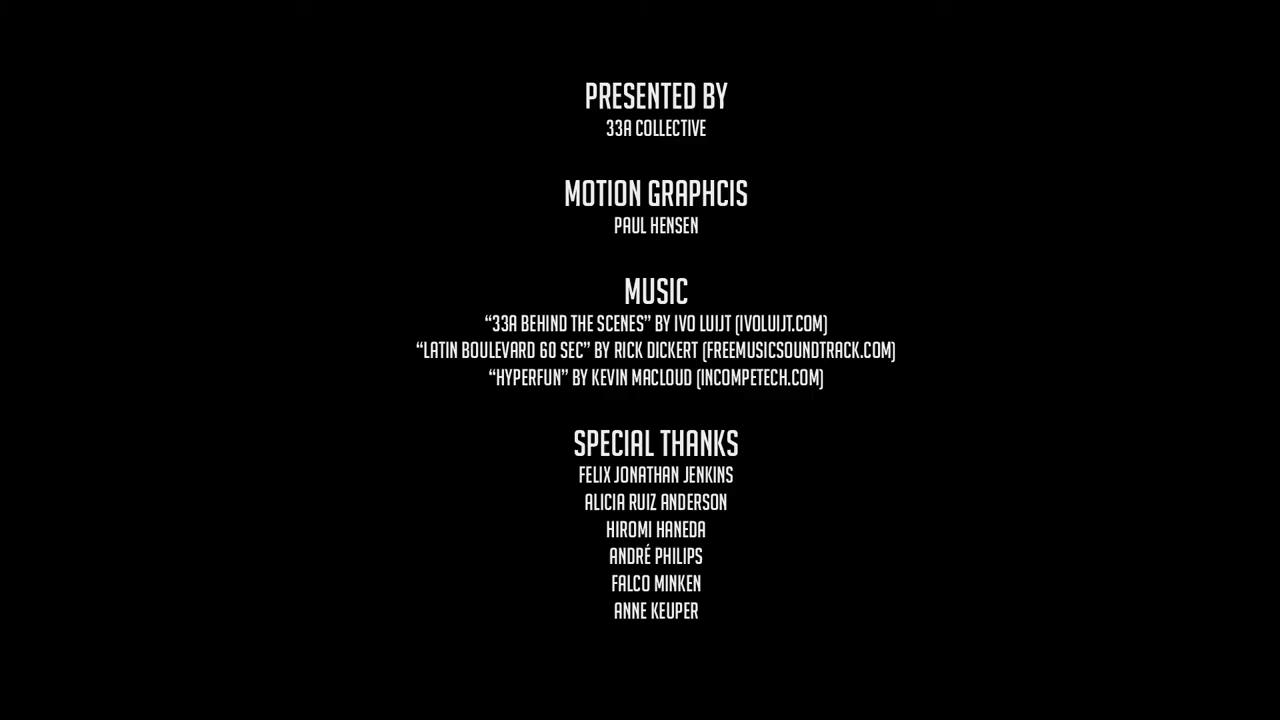 PRESENTED BY
33A COLLECTIVE
MOTION GRAPHCIS
PAUL HENSEN
MUSIC
“33A BEHIND THE SCENES” BY IVO LUIJT (IVOLUIJT.COM)
“LATIN BOULEVARD 60 SEC” BY RICK DICKERT (FREEMUSICSOUNDTRACK.COM)
“HYPERFUN” BY KEVIN MACLOUD (INCOMPETECH.COM)
SPECIAL THANKS
FELIX JONATHAN JENKINS
ALICIA RUIZ ANDERSON
HIROMI HANEDA
ANDRÉ PHILIPS
FALCO MINKEN
ANNE KEUPER